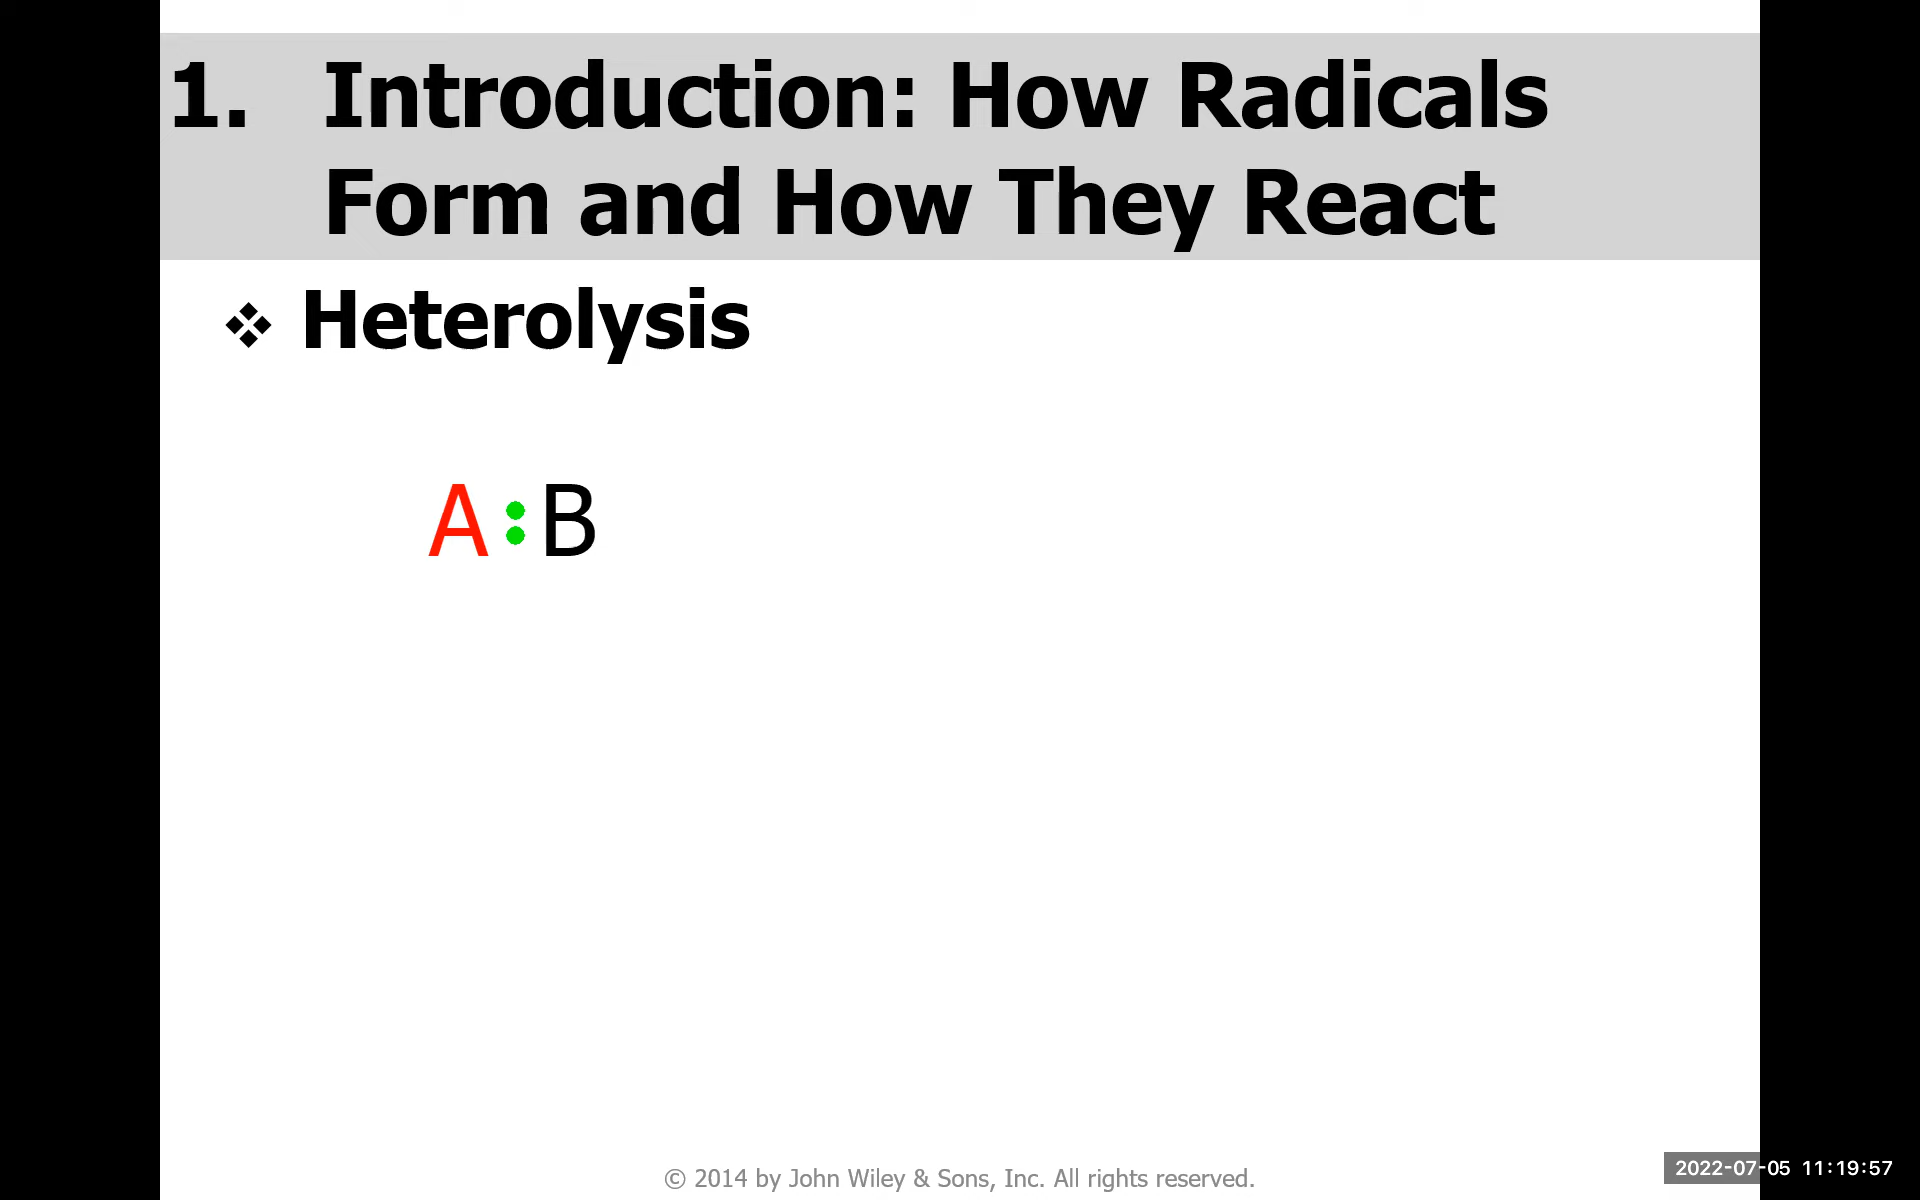 1. Introduction: How Radicals
Form and How They React
❖ Heterolysis
A:B
© 2014 by John Wiley & Sons, Inc. All rights reserved.
2022-07-05 11:19:57